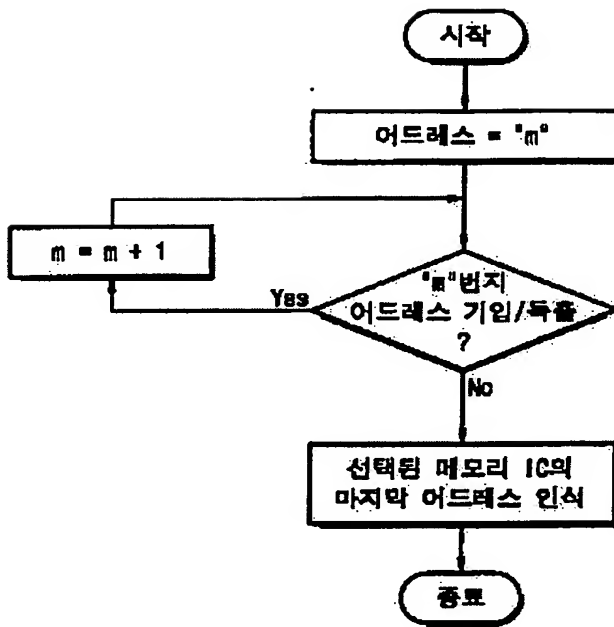 시작
어드레스 = "m"
m = m + 1
"m"번지
Yes
어드레스 기입/독출
?
No
선택된 메모리 IC의
마지막 어드레스 인식
종료